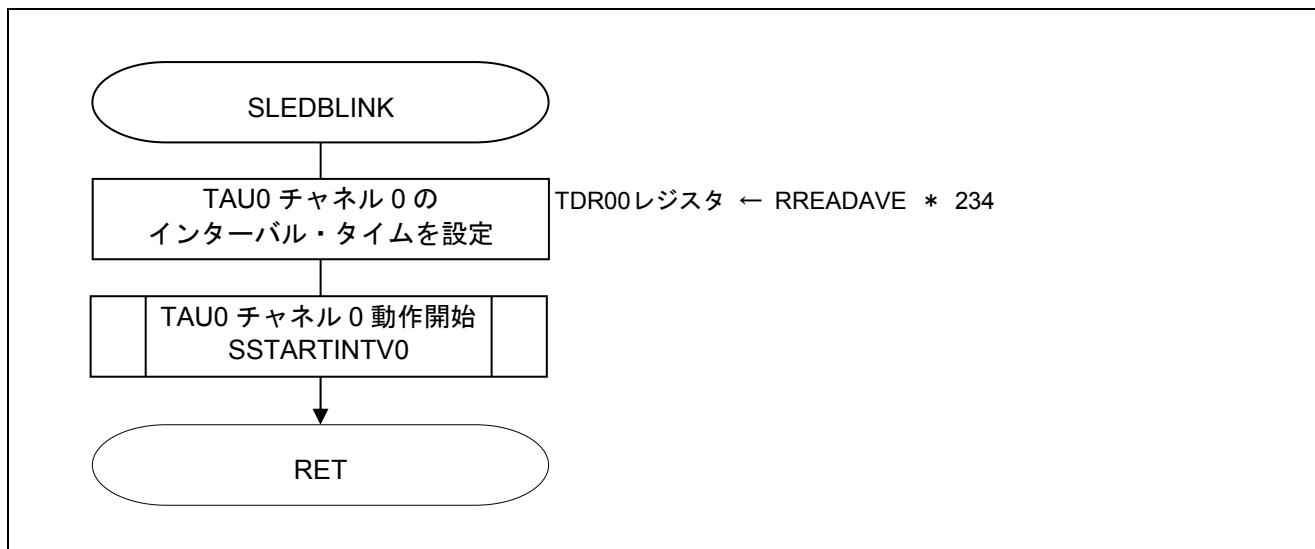 SLEDBLINK
TAU0 チャネル 0 の
インターバル・タイムを設定
TDR00レジスタ ← RREADAVE * 234
TAU0 チャネル 0 動作開始
SSTARTINTV0
RET